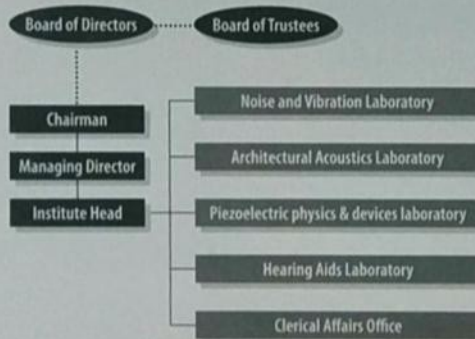 Board of Directors
Board of Trustees
Chairman
Managing Director
Institute Head
Noise and Vibration Laboratory
Architectural Acoustics Laboratory
Piezoelectric physics & devices laboratory
Hearing Aids Laboratory
Clerical Affairs Office